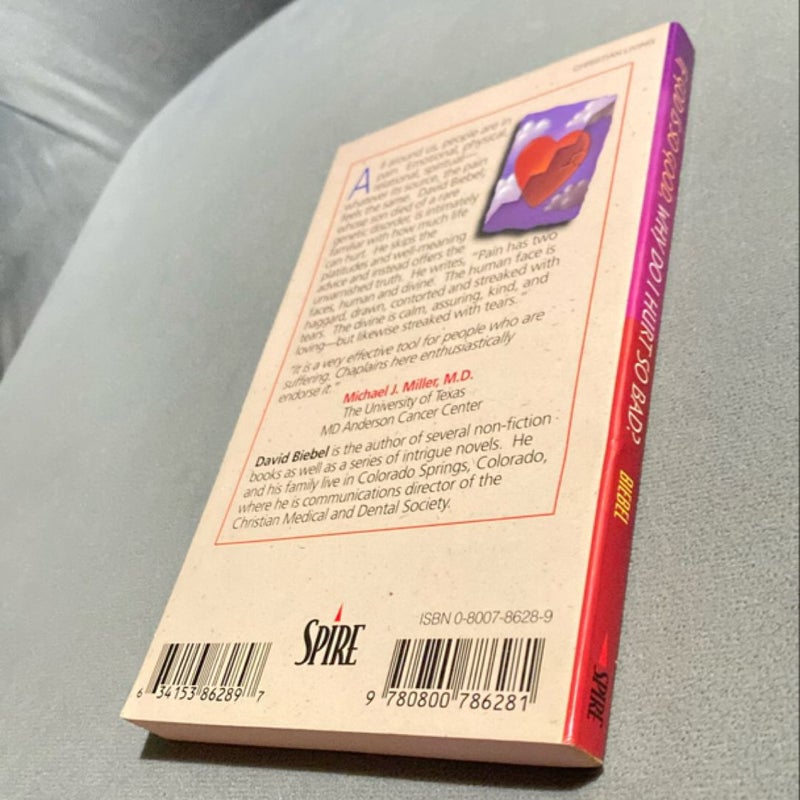 CHRISTIAN LIVING
All around us, people are in
pain. Emotional, physical,
relational, spiritual—
whatever its source, the pain
feels the same. David Biebel,
whose son died of a rare
genetic disorder, is intimately
familiar with how much life
can hurt. He skips the
platitudes and well-meaning
advice and instead offers the
unvarnished truth. He writes, "Pain has two
faces, human and divine. The human face is
haggard, drawn, contorted and streaked with
tears. The divine is calm, assuring, kind, and
loving—but likewise streaked with tears."
"It is a very effective tool for people who are
suffering. Chaplains here enthusiastically
endorse it."
Michael J. Miller, M.D.
The University of Texas
MD Anderson Cancer Center
David Biebel is the author of several non-fiction
books as well as a series of intrigue novels. He
and his family live in Colorado Springs, Colorado,
where he is communications director of the
Christian Medical and Dental Society.
SPIRE
ISBN 0-8007-8628-9
6 34153 86289 7
9 780800 786281
IF GOD IS SO GOOD, WHY DO I HURT SO BAD? BIEBEL SPIRE